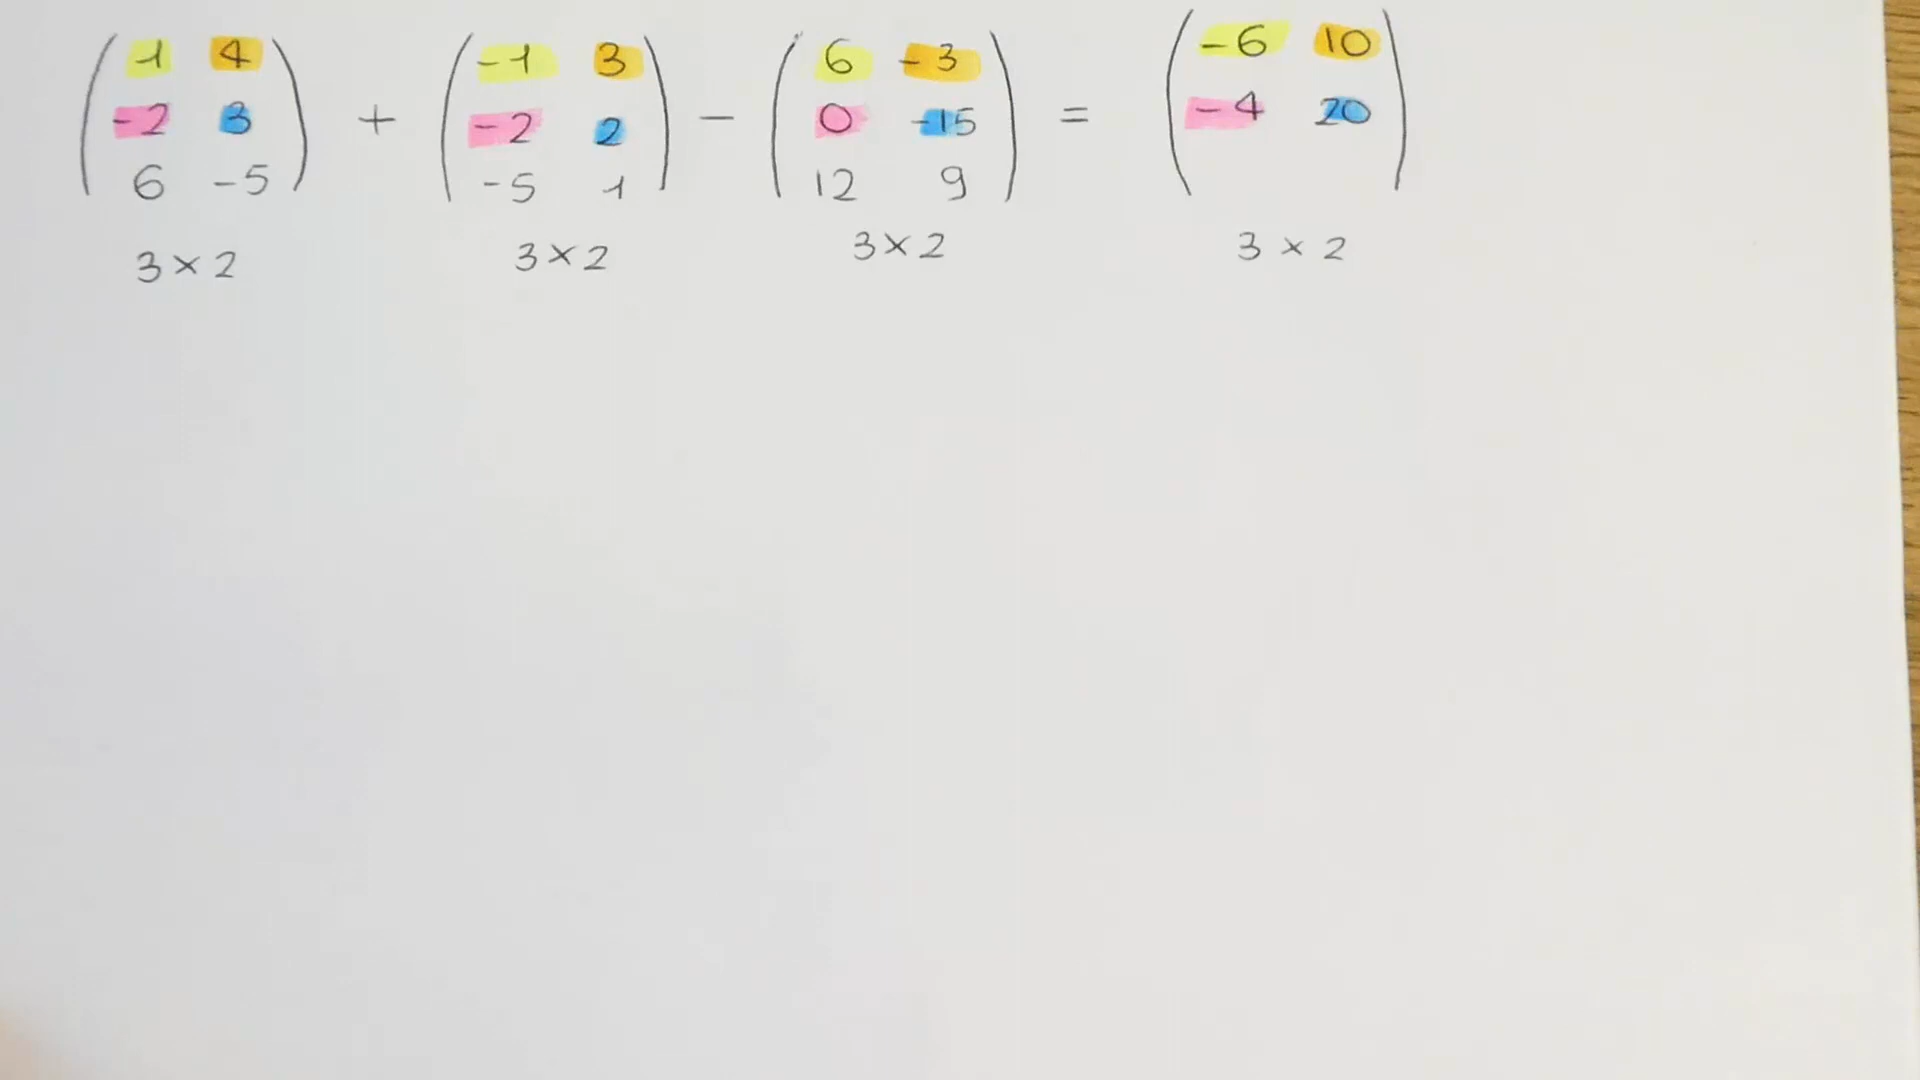 ( 1 4 ) + ( -1 3 ) - ( 6 -3 ) = ( -6 10 )
-2 3 -2 2 0 -15 -4 20
6 -5 -5 1 12 9
3 × 2 3 × 2 3 × 2 3 × 2